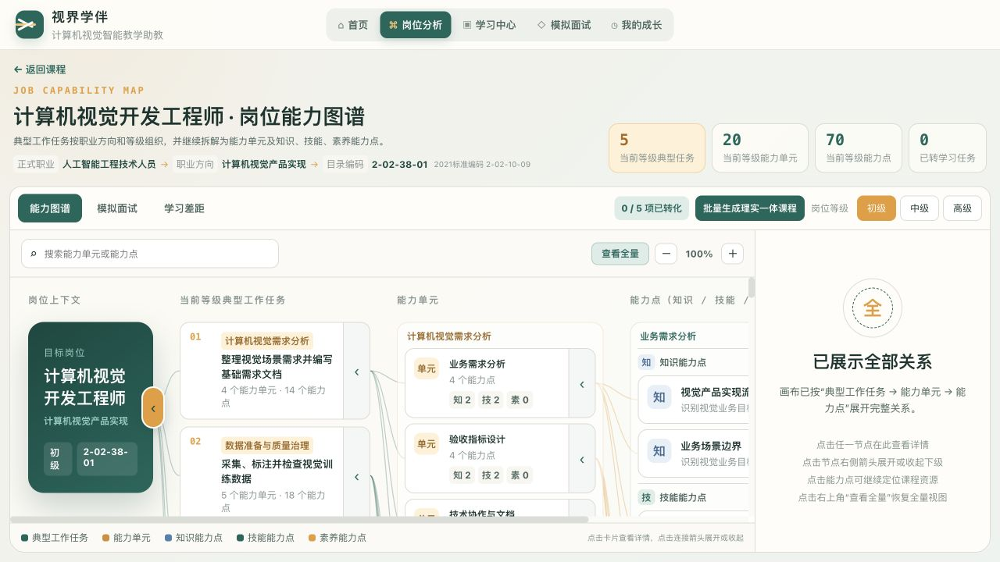 视界学伴
计算机视觉智能教学助教
首页
岗位分析
学习中心
模拟面试
我的成长
← 返回课程
JOB CAPABILITY MAP
计算机视觉开发工程师 · 岗位能力图谱
典型工作任务按职业方向和等级组织，并继续拆解为能力单元及知识、技能、素养能力点。
正式职业 人工智能工程技术人员 → 职业方向 计算机视觉产品实现 → 目录编码 2-02-38-01 2021标准编码 2-02-10-09
5
当前等级典型任务
20
当前等级能力单元
70
当前等级能力点
0
已转学习任务
能力图谱
模拟面试
学习差距
0 / 5 项已转化
批量生成理实一体课程
岗位等级
初级
中级
高级
搜索能力单元或能力点
查看全量
— 100% +
岗位上下文
当前等级典型工作任务
能力单元
能力点（知识 / 技能 /
目标岗位
计算机视觉
开发工程师
计算机视觉产品实现
初级
2-02-38-01
01
计算机视觉需求分析
整理视觉场景需求并编写
基础需求文档
4 个能力单元 · 14 个能力
点
02
数据准备与质量治理
采集、标注并检查视觉训
练数据
5 个能力单元 · 18 个能力
点
计算机视觉需求分析
单元
业务需求分析
4 个能力点
知 2 技 2 素 0
单元
验收指标设计
4 个能力点
知 2 技 2 素 0
技术协作与文档
业务需求分析
知 知识能力点
知
视觉产品实现流
识别视觉业务目标
知
业务场景边界
识别视觉业务目标
技 技能能力点
全
已展示全部关系
画布已按“典型工作任务 → 能力单元 → 能
力点”展开完整关系。
点击任一节点在此查看详情
点击节点右侧箭头展开或收起下级
点击能力点可继续定位课程资源
点击右上角“查看全量”恢复全量视图
典型工作任务
能力单元
知识能力点
技能能力点
素养能力点
点击卡片查看详情，点击连接箭头展开或收起